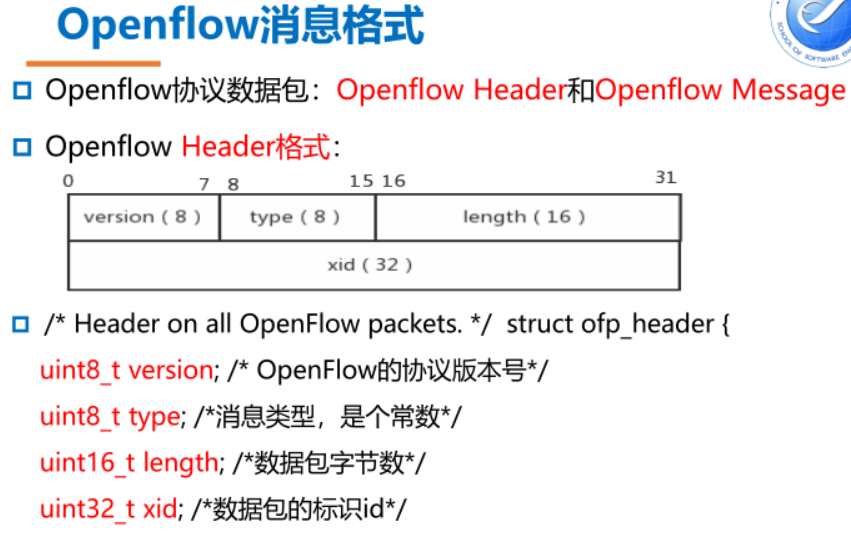 Openflow消息格式
Openflow协议数据包：Openflow Header和Openflow Message
Openflow Header格式：
0 7 8 15 16 31
version ( 8 ) type ( 8 ) length ( 16 )
xid ( 32 )
/* Header on all OpenFlow packets. */ struct ofp_header {
uint8_t version; /* OpenFlow的协议版本号*/
uint8_t type; /*消息类型，是个常数*/
uint16_t length; /*数据包字节数*/
uint32_t xid; /*数据包的标识id*/